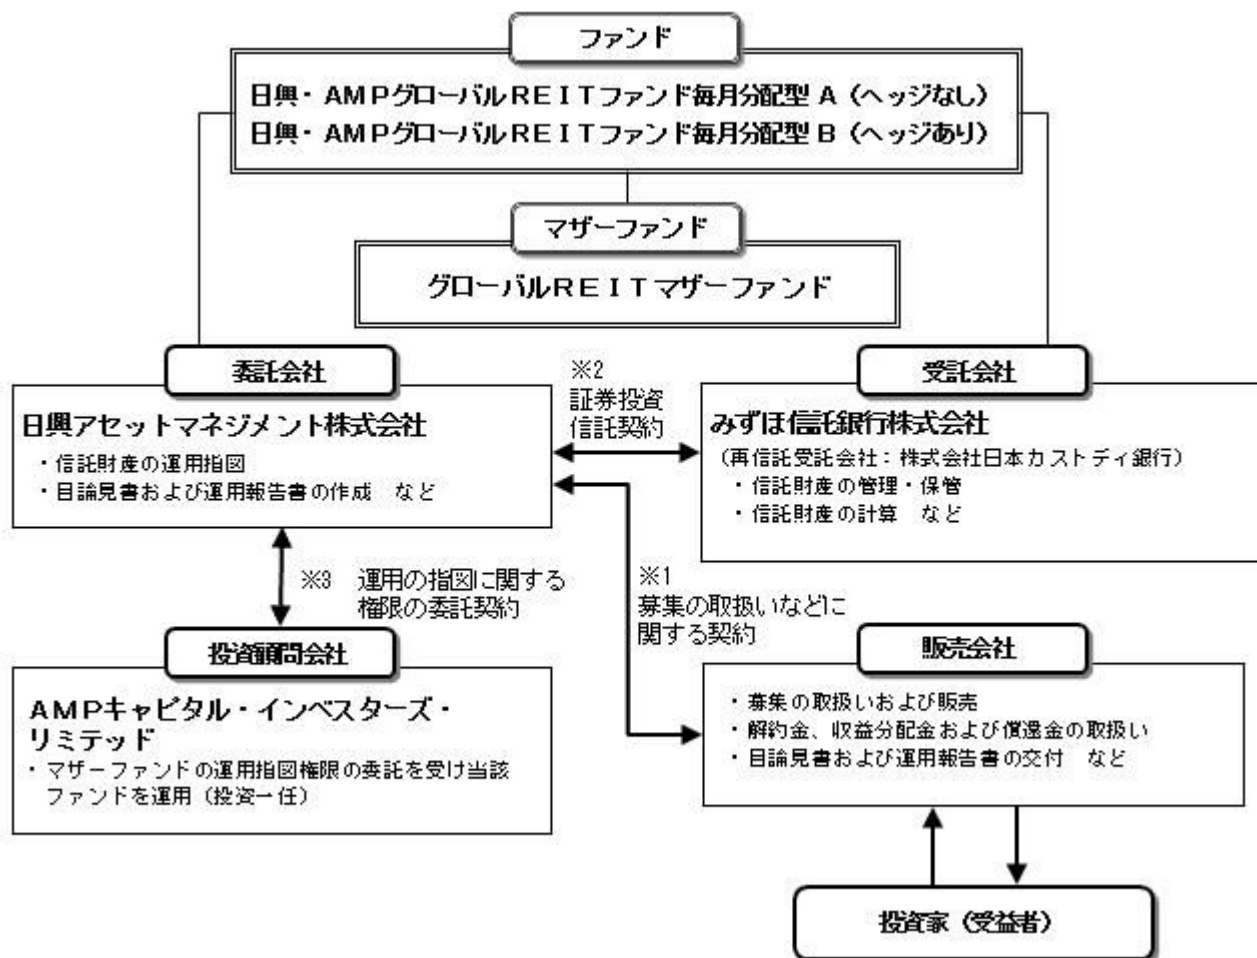 ファンド
日興・ＡＭＰグローバルＲＥＩＴファンド毎月分配型Ａ（ヘッジなし）
日興・ＡＭＰグローバルＲＥＩＴファンド毎月分配型Ｂ（ヘッジあり）
マザーファンド
グローバルＲＥＩＴマザーファンド
委託会社
日興アセットマネジメント株式会社
・信託財産の運用指図
・目論見書および運用報告書の作成　など
※2
証券投資
信託契約
受託会社
みずほ信託銀行株式会社
（再信託受託会社：株式会社日本カストディ銀行）
・信託財産の管理・保管
・信託財産の計算　など
※3　運用の指図に関する
権限の委託契約
※1
募集の取扱いなどに
関する契約
投資顧問会社
ＡＭＰキャピタル・インベスターズ・
リミテッド
・マザーファンドの運用指図権限の委託を受け当該
ファンドを運用（投資一任）
販売会社
・募集の取扱いおよび販売
・解約金、収益分配金および償還金の取扱い
・目論見書および運用報告書の交付　など
投資家（受益者）